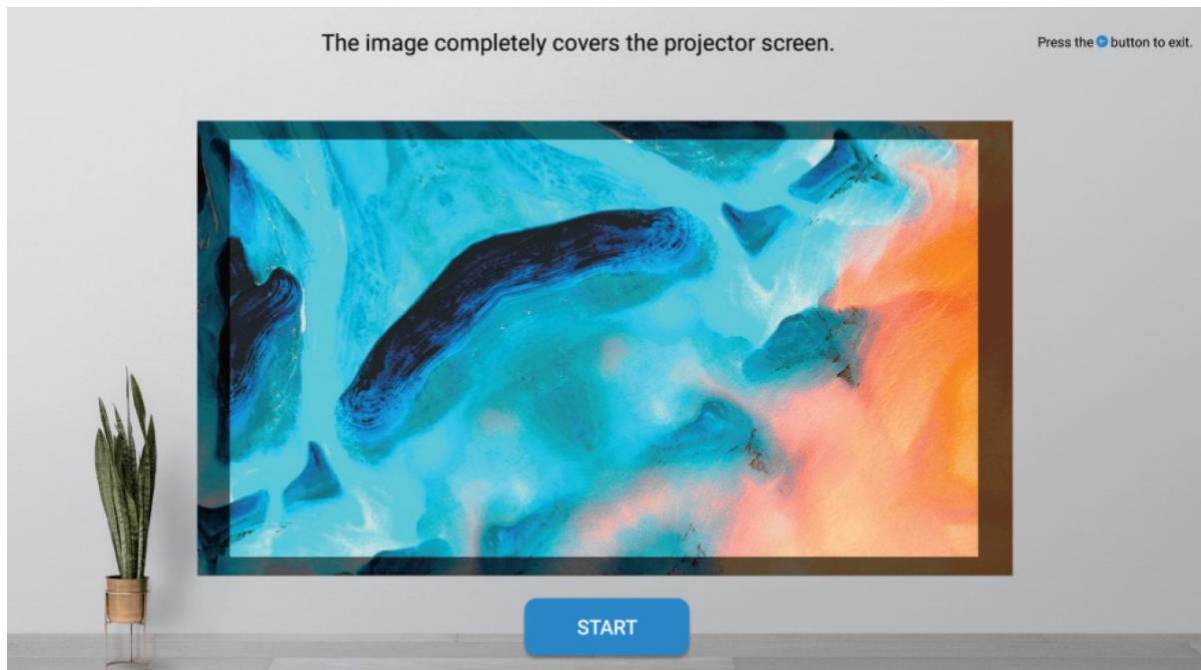 The image completely covers the projector screen.
Press the button to exit.
START